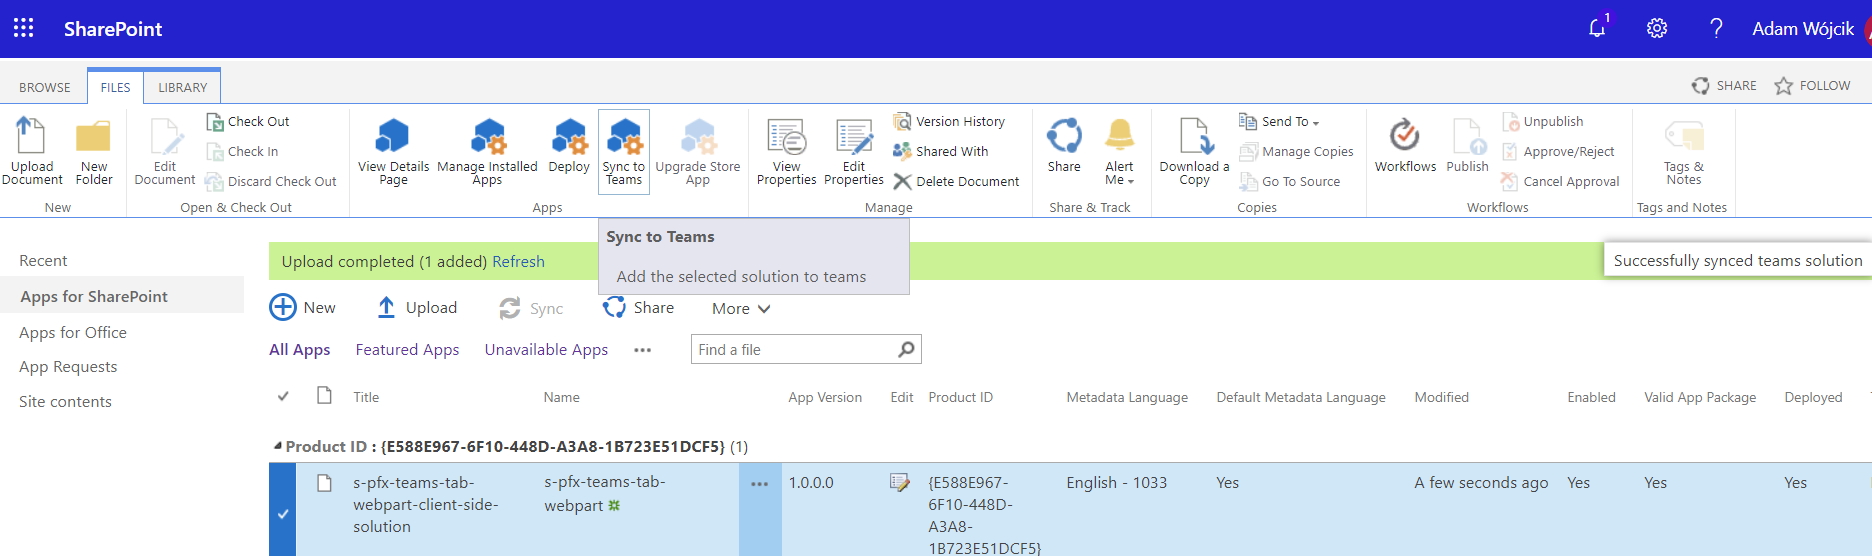 SharePoint
1
Adam Wójcik
BROWSE
FILES
LIBRARY
SHARE
FOLLOW
Upload
Document
New
Folder
New
Edit
Document
Check Out
Check In
Discard Check Out
Open & Check Out
View Details
Page
Manage Installed
Apps
Deploy
Sync to
Teams
Upgrade Store
App
Apps
View
Properties
Edit
Properties
Version History
Shared With
Delete Document
Manage
Share
Alert
Me
Share & Track
Download a
Copy
Send To
Manage Copies
Go To Source
Copies
Workflows
Publish
Unpublish
Approve/Reject
Cancel Approval
Workflows
Tags &
Notes
Tags and Notes
Sync to Teams
Add the selected solution to teams
Recent
Apps for SharePoint
Apps for Office
App Requests
Site contents
Upload completed (1 added) Refresh
Successfully synced teams solution
New
Upload
Sync
Share
More
All Apps
Featured Apps
Unavailable Apps
Find a file
Title
Name
App Version
Edit
Product ID
Metadata Language
Default Metadata Language
Modified
Enabled
Valid App Package
Deployed
Product ID : {E588E967-6F10-448D-A3A8-1B723E51DCF5} (1)
s-pfx-teams-tab-
webpart-client-side-
solution
s-pfx-teams-tab-
webpart
1.0.0.0
{E588E967-
6F10-448D-
A3A8-
1B723E51DCF5}
English - 1033
Yes
A few seconds ago
Yes
Yes
Yes